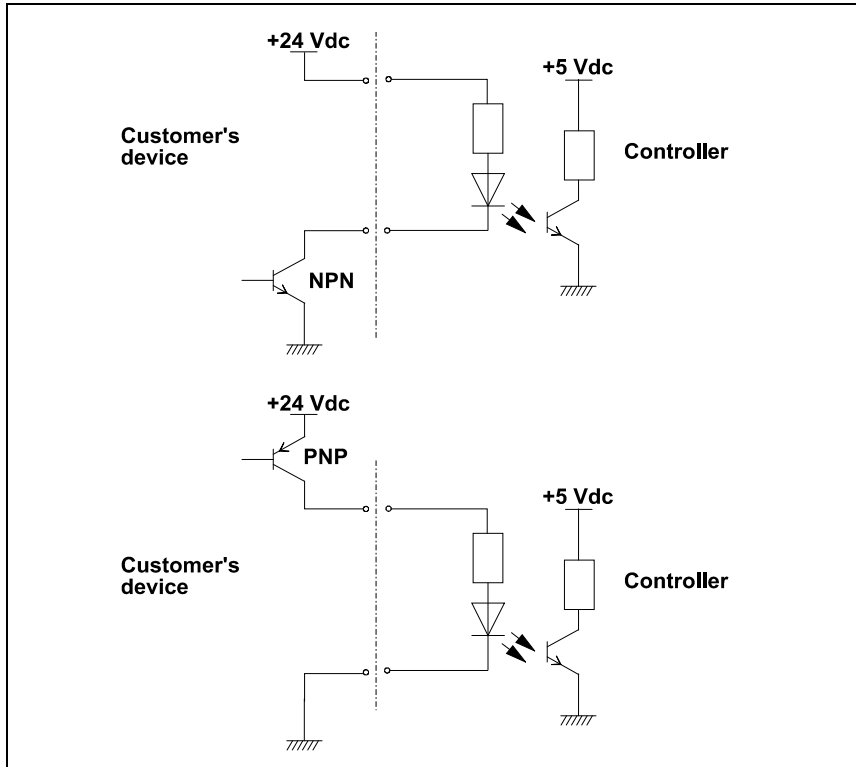 +24 Vdc
+5 Vdc
Customer's
device
Controller
NPN
+24 Vdc
PNP
+5 Vdc
Customer's
device
Controller